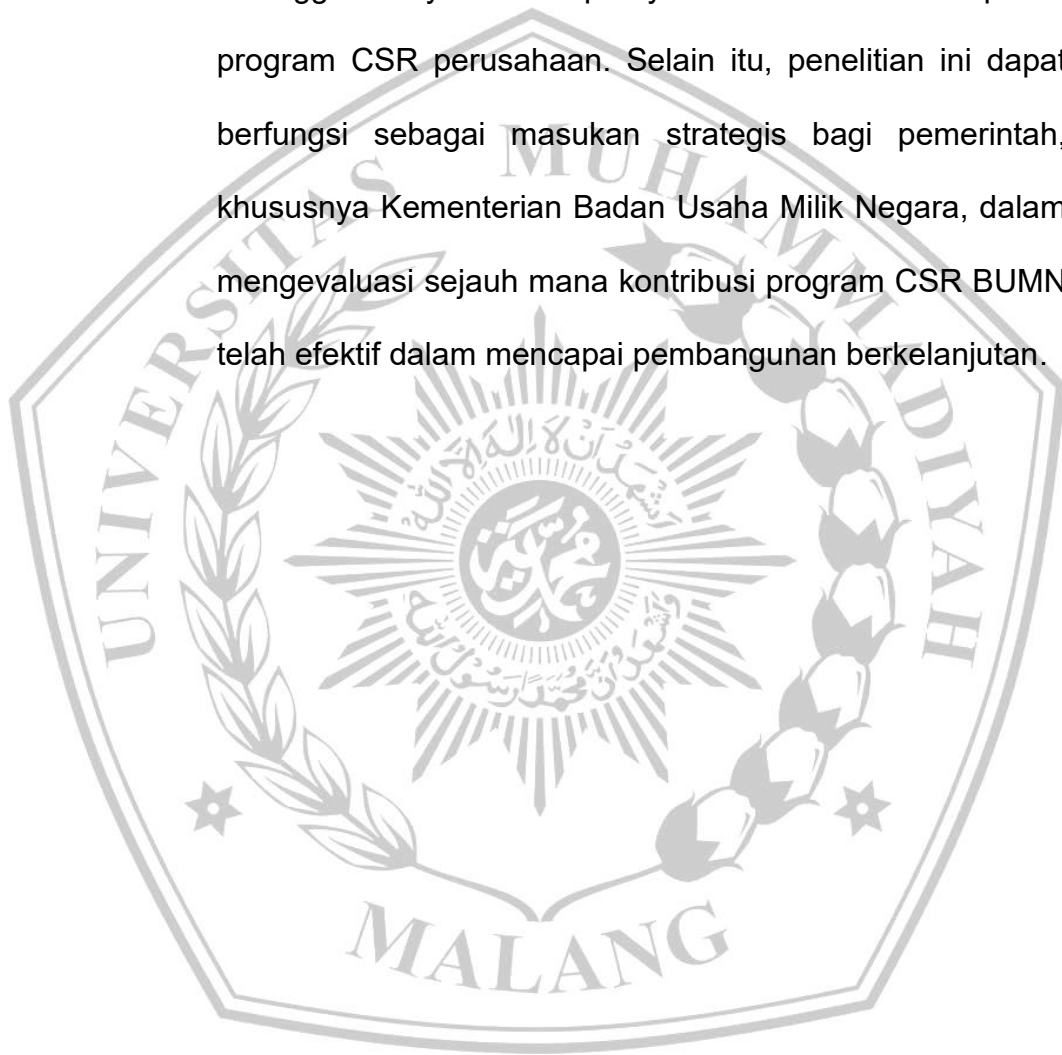 program CSR perusahaan. Selain itu, penelitian ini dapat
berfungsi sebagai masukan strategis bagi pemerintah,
khususnya Kementerian Badan Usaha Milik Negara, dalam
mengevaluasi sejauh mana kontribusi program CSR BUMN
telah efektif dalam mencapai pembangunan berkelanjutan.
UNIVERSITAS MUHAMMADIYAH
MALANG